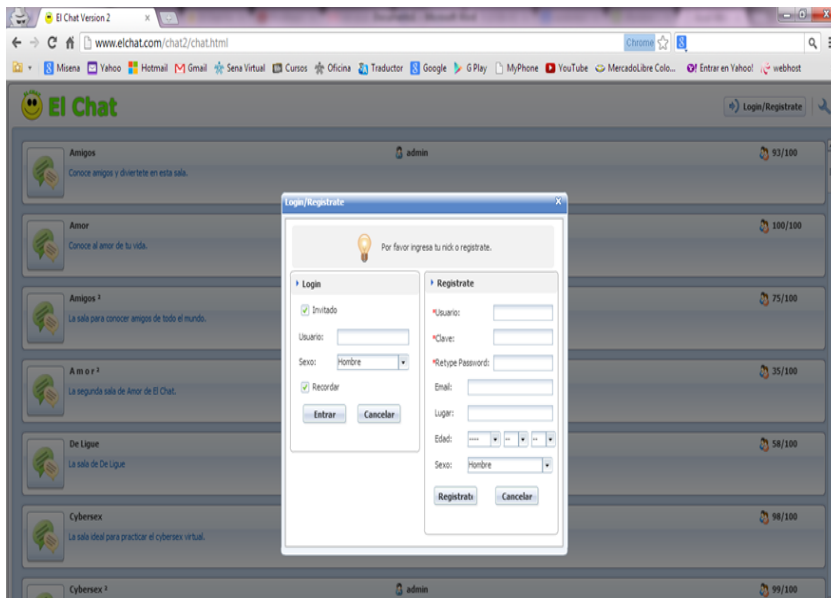 El Chat Version 2
www.elchat.com/chat2/chat.html
Chrome
Misena Yahoo Hotmail Gmail Sena Virtual Cursos Oficina Traductor Google G Play MyPhone YouTube MercadoLibre Colo... Entrar en Yahoo! webhost
El Chat
Login/Registrate
Amigos admin 93/100
Conoce amigos y diviertete en esta sala.
Amor 100/100
Conoce al amor de tu vida.
Amigos ² 75/100
La sala para conocer amigos de todo el mundo.
A m o r ² 35/100
La segunda sala de Amor de El Chat.
De Ligue 58/100
La sala de De Ligue
Cybersex 98/100
La sala ideal para practicar el cybersex virtual.
Cybersex ² admin 99/100
Login/Registrate X
Por favor ingresa tu nick o registrate.
Login
Invitado
Usuario:
Sexo: Hombre
Recordar
Entrar Cancelar
Registrate
*Usuario:
*Clave:
*Retype Password:
Email:
Lugar:
Edad: ---- -- --
Sexo: Hombre
Registrate Cancelar